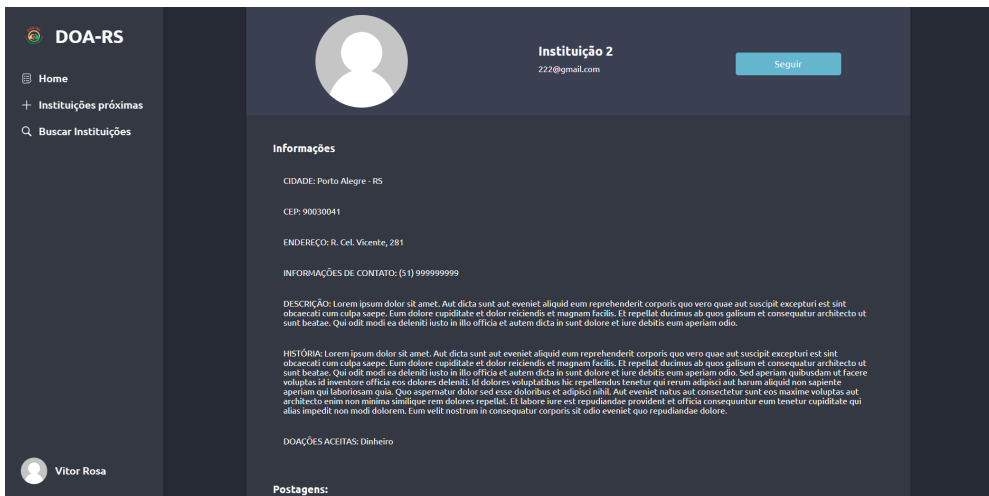 DOA-RS
Home
Instituições próximas
Buscar Instituições
Vitor Rosa
Instituição 2
222@gmail.com
Seguir
Informações
CIDADE: Porto Alegre - RS
CEP: 90030041
ENDEREÇO: R. Cel. Vicente, 281
INFORMAÇÕES DE CONTATO: (51) 999999999
DESCRIÇÃO: Lorem ipsum dolor sit amet. Aut dicta sunt aut eveniet aliquid eum reprehenderit corporis quo vero quae aut suscipit excepturi est sint
obcaecati cum culpa saepe. Eum dolore cupiditate et dolor reiciendis et magnam facilis. Et repellat ducimus ab quos galisum et consequatur architecto ut
sunt beatae. Qui odit modi ea deleniti iusto in illo officia et autem dicta in sunt dolore et iure debitis eum aperiam odio.
HISTÓRIA: Lorem ipsum dolor sit amet. Aut dicta sunt aut eveniet aliquid eum reprehenderit corporis quo vero quae aut suscipit excepturi est sint
obcaecati cum culpa saepe. Eum dolore cupiditate et dolor reiciendis et magnam facilis. Et repellat ducimus ab quos galisum et consequatur architecto ut
sunt beatae. Qui odit modi ea deleniti iusto in illo officia et autem dicta in sunt dolore et iure debitis eum aperiam odio. Sed aperiam quibusdam ut facere
voluptas id inventore officia eos dolores deleniti. Id dolores voluptatibus hic repellendus tenetur qui rerum adipisci aut harum aliquid non sapiente
aperiam qui laboriosam quia. Quo aspernatur dolor sed esse doloribus et adipisci nihil. Aut eveniet natus aut consectetur sunt eos maxime voluptas aut
architecto enim non minima similique rem dolores repellat. Et labore iure est repudiandae provident et officia consequuntur eum tenetur cupiditate qui
alias impedit non modi dolorem. Eum velit nostrum in consequatur corporis sit odio eveniet quo repudiandae dolore.
DOAÇÕES ACEITAS: Dinheiro
Postagens: